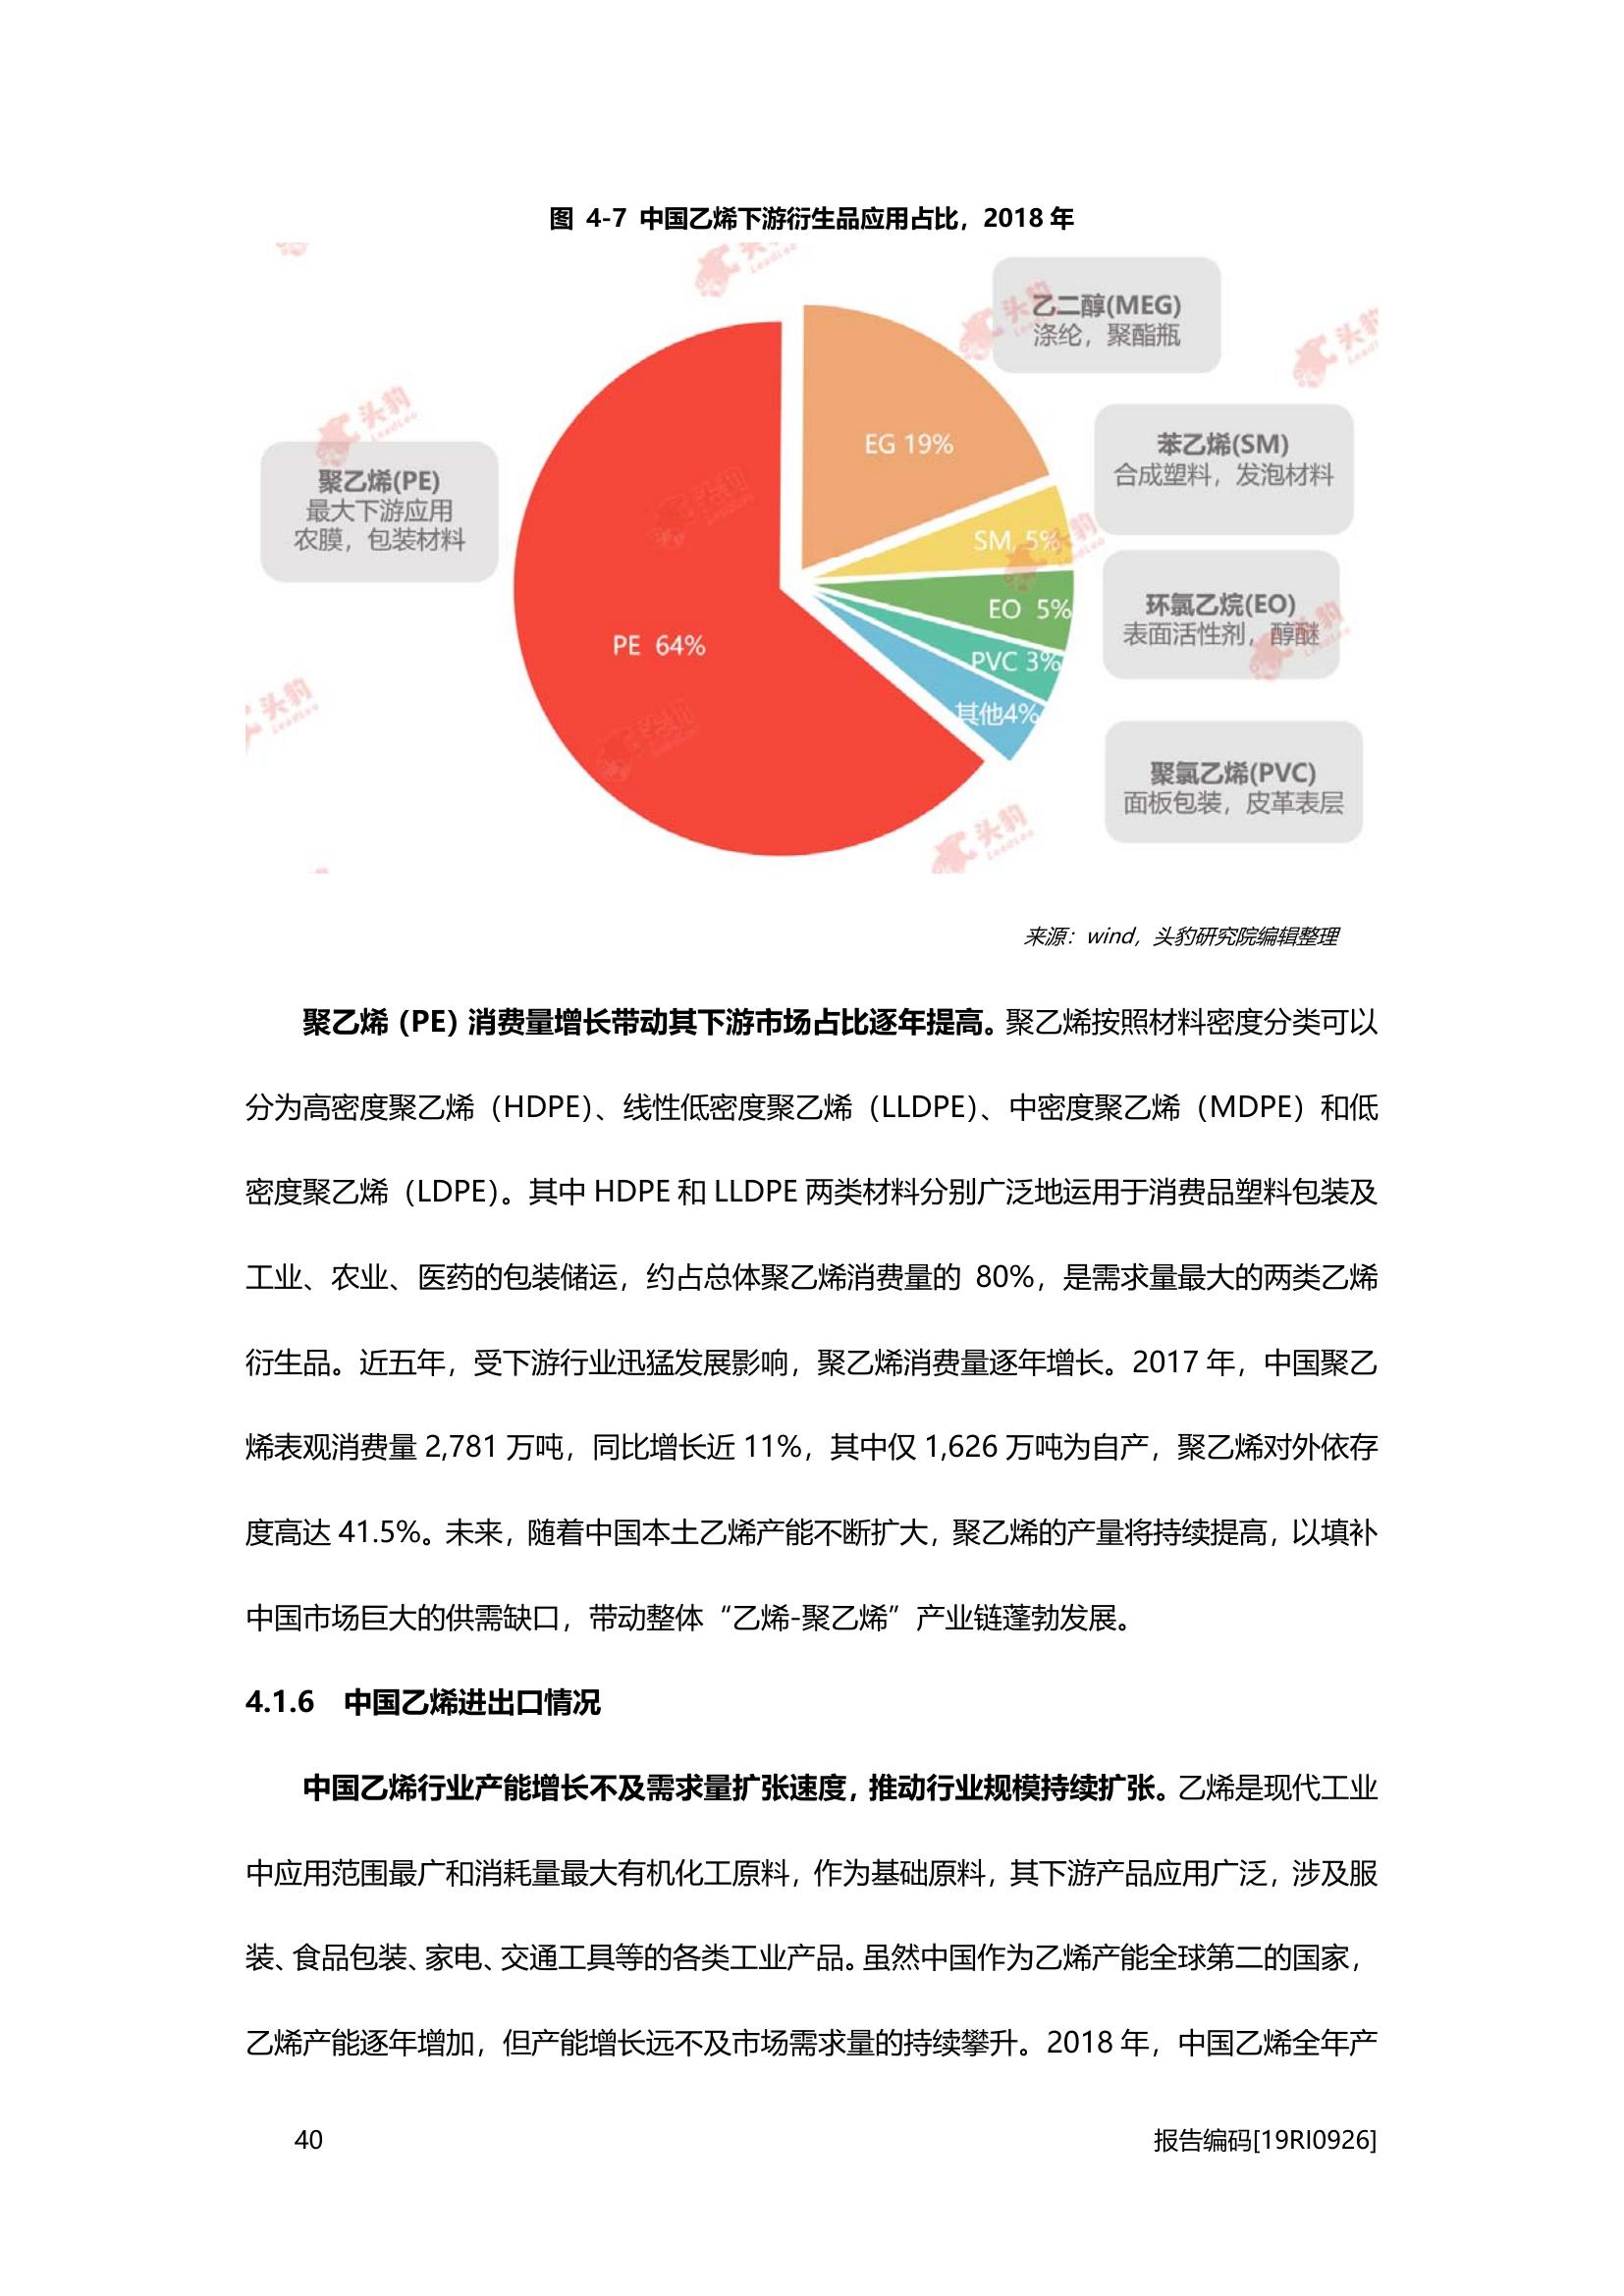 图 4-7 中国乙烯下游衍生品应用占比，2018 年
乙二醇(MEG)
涤纶，聚酯瓶
EG 19%
苯乙烯(SM)
合成塑料，发泡材料
聚乙烯(PE)
最大下游应用
农膜，包装材料
SM, 5%
EO 5%
环氯乙烷(EO)
表面活性剂，醇醚
PE 64%
PVC 3%
其他4%
聚氯乙烯(PVC)
面板包装，皮革表层
头豹
LeadLeo
来源：wind，头豹研究院编辑整理
聚乙烯（PE）消费量增长带动其下游市场占比逐年提高。聚乙烯按照材料密度分类可以
分为高密度聚乙烯（HDPE）、线性低密度聚乙烯（LLDPE）、中密度聚乙烯（MDPE）和低
密度聚乙烯（LDPE）。其中 HDPE 和 LLDPE 两类材料分别广泛地运用于消费品塑料包装及
工业、农业、医药的包装储运，约占总体聚乙烯消费量的 80%，是需求量最大的两类乙烯
衍生品。近五年，受下游行业迅猛发展影响，聚乙烯消费量逐年增长。2017 年，中国聚乙
烯表观消费量 2,781 万吨，同比增长近 11%，其中仅 1,626 万吨为自产，聚乙烯对外依存
度高达 41.5%。未来，随着中国本土乙烯产能不断扩大，聚乙烯的产量将持续提高，以填补
中国市场巨大的供需缺口，带动整体“乙烯-聚乙烯”产业链蓬勃发展。
4.1.6 中国乙烯进出口情况
中国乙烯行业产能增长不及需求量扩张速度，推动行业规模持续扩张。乙烯是现代工业
中应用范围最广和消耗量最大有机化工原料，作为基础原料，其下游产品应用广泛，涉及服
装、食品包装、家电、交通工具等的各类工业产品。虽然中国作为乙烯产能全球第二的国家，
乙烯产能逐年增加，但产能增长远不及市场需求量的持续攀升。2018 年，中国乙烯全年产
40
报告编码[19RI0926]